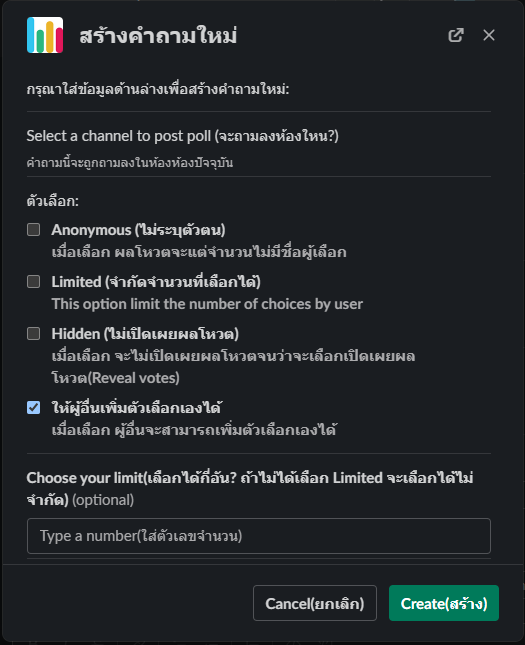 สร้างคำถามใหม่
กรุณาใส่ข้อมูลด้านล่างเพื่อสร้างคำถามใหม่:
Select a channel to post poll (จะถามลงห้องไหน?)
คำถามนี้จะถูกถามลงในห้องห้องปัจจุบัน
ตัวเลือก:
Anonymous (ไม่ระบุตัวตน)
เมื่อเลือก ผลโหวตจะแต่จำนวนไม่มีชื่อผู้เลือก
Limited (จำกัดจำนวนที่เลือกได้)
This option limit the number of choices by user
Hidden (ไม่เปิดเผยผลโหวต)
เมื่อเลือก จะไม่เปิดเผยผลโหวตจนว่าจะเลือกเปิดเผยผล
โหวต(Reveal votes)
ให้ผู้อื่นเพิ่มตัวเลือกเองได้
เมื่อเลือก ผู้อื่นจะสามารถเพิ่มตัวเลือกเองได้
Choose your limit(เลือกได้กี่อัน? ถ้าไม่ได้เลือก Limited จะเลือกได้ไม่
จำกัด) (optional)
Type a number(ใส่ตัวเลขจำนวน)
Cancel(ยกเลิก) Create(สร้าง)